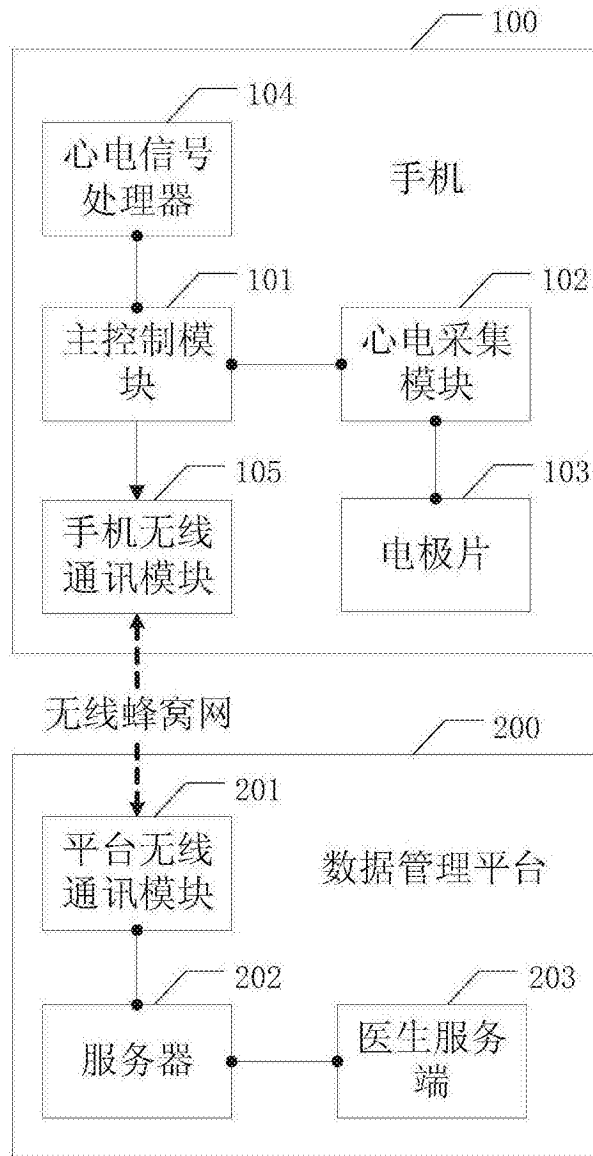 100
104
心电信号
处理器
手机
101
102
主控制模
块
心电采集
模块
105
103
手机无线
通讯模块
电极片
无线蜂窝网
200
201
平台无线
通讯模块
数据管理平台
202
203
服务器
医生服务
端